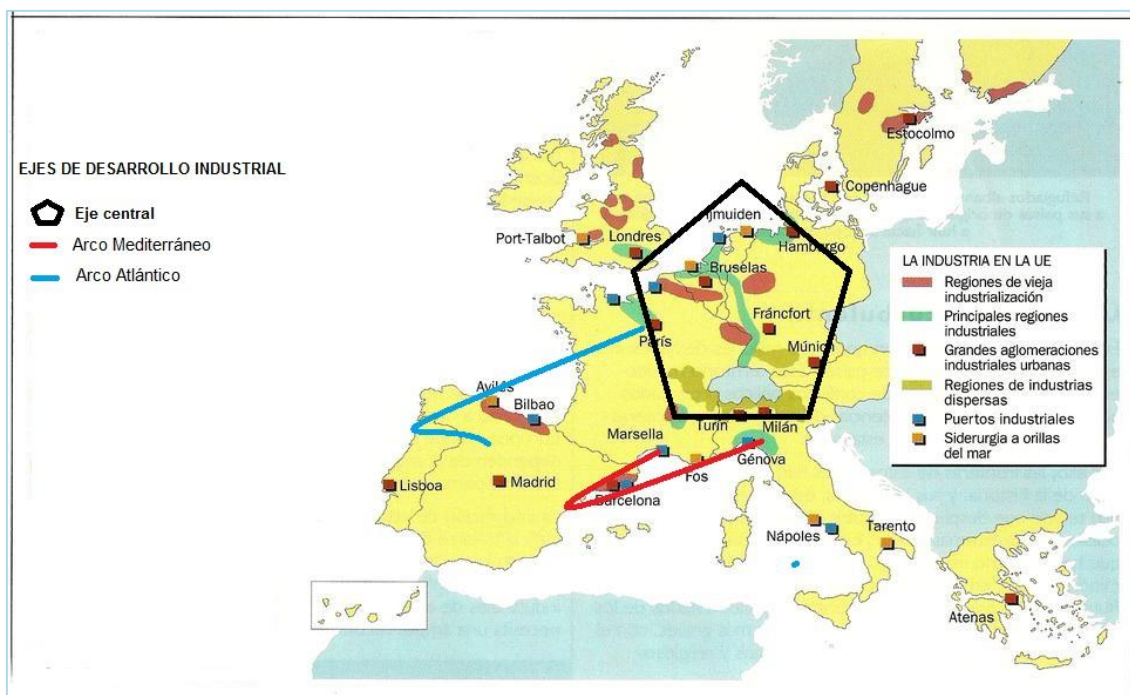 EJES DE DESARROLLO INDUSTRIAL
Eje central
Arco Mediterráneo
Arco Atlántico
Estocolmo
Copenhague
Ijmuiden
Port-Talbot
Londres
Hamburgo
Bruselas
Fráncfort
París
Múnich
Avilés
Bilbao
Turín
Milán
Marsella
Génova
Fos
Lisboa
Madrid
Barcelona
Nápoles
Tarento
Atenas
LA INDUSTRIA EN LA UE
Regiones de vieja
industrialización
Principales regiones
industriales
Grandes aglomeraciones
industriales urbanas
Regiones de industrias
dispersas
Puertos industriales
Siderurgia a orillas
del mar